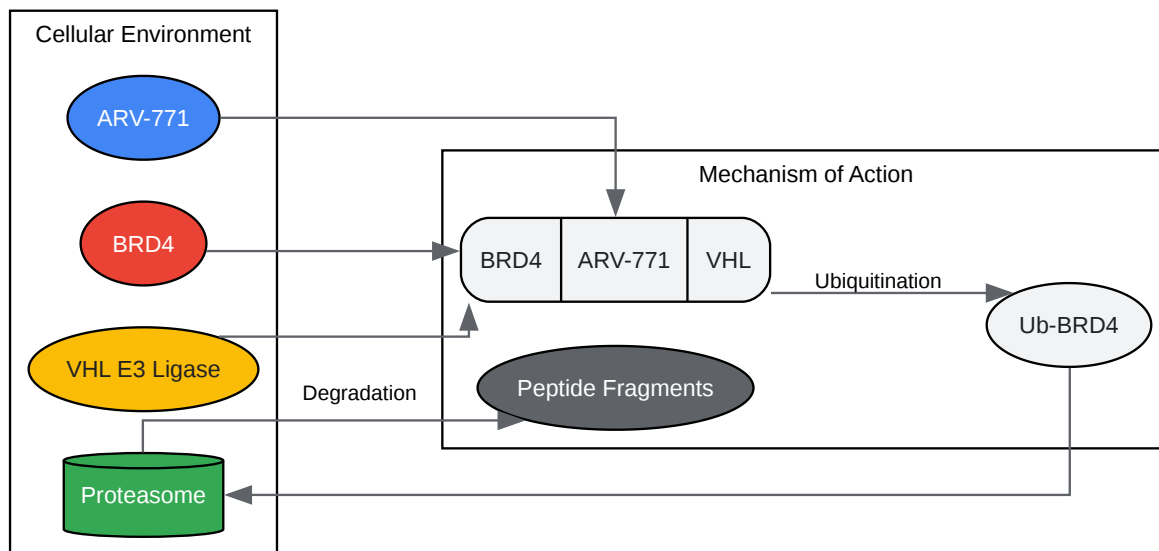 Cellular Environment
ARV-771
BRD4
VHL E3 Ligase
Proteasome
Degradation
Mechanism of Action
BRD4
ARV-771
VHL
Ubiquitination
Ub-BRD4
Peptide Fragments